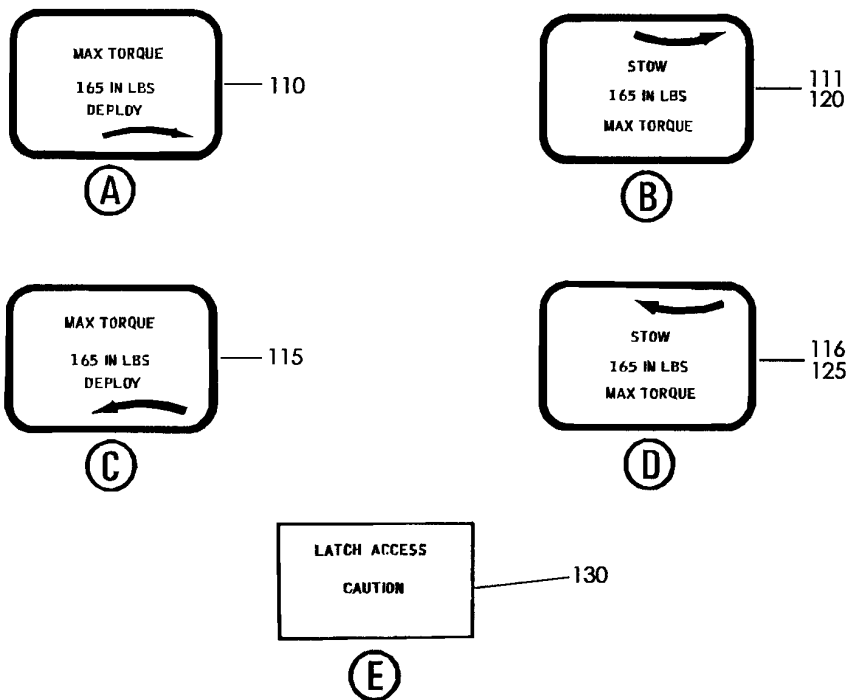 MAX TORQUE
165 IN LBS
DEPLOY
110
A
STOW
165 IN LBS
MAX TORQUE
111
120
B
MAX TORQUE
165 IN LBS
DEPLOY
115
C
STOW
165 IN LBS
MAX TORQUE
116
125
D
LATCH ACCESS
CAUTION
130
E